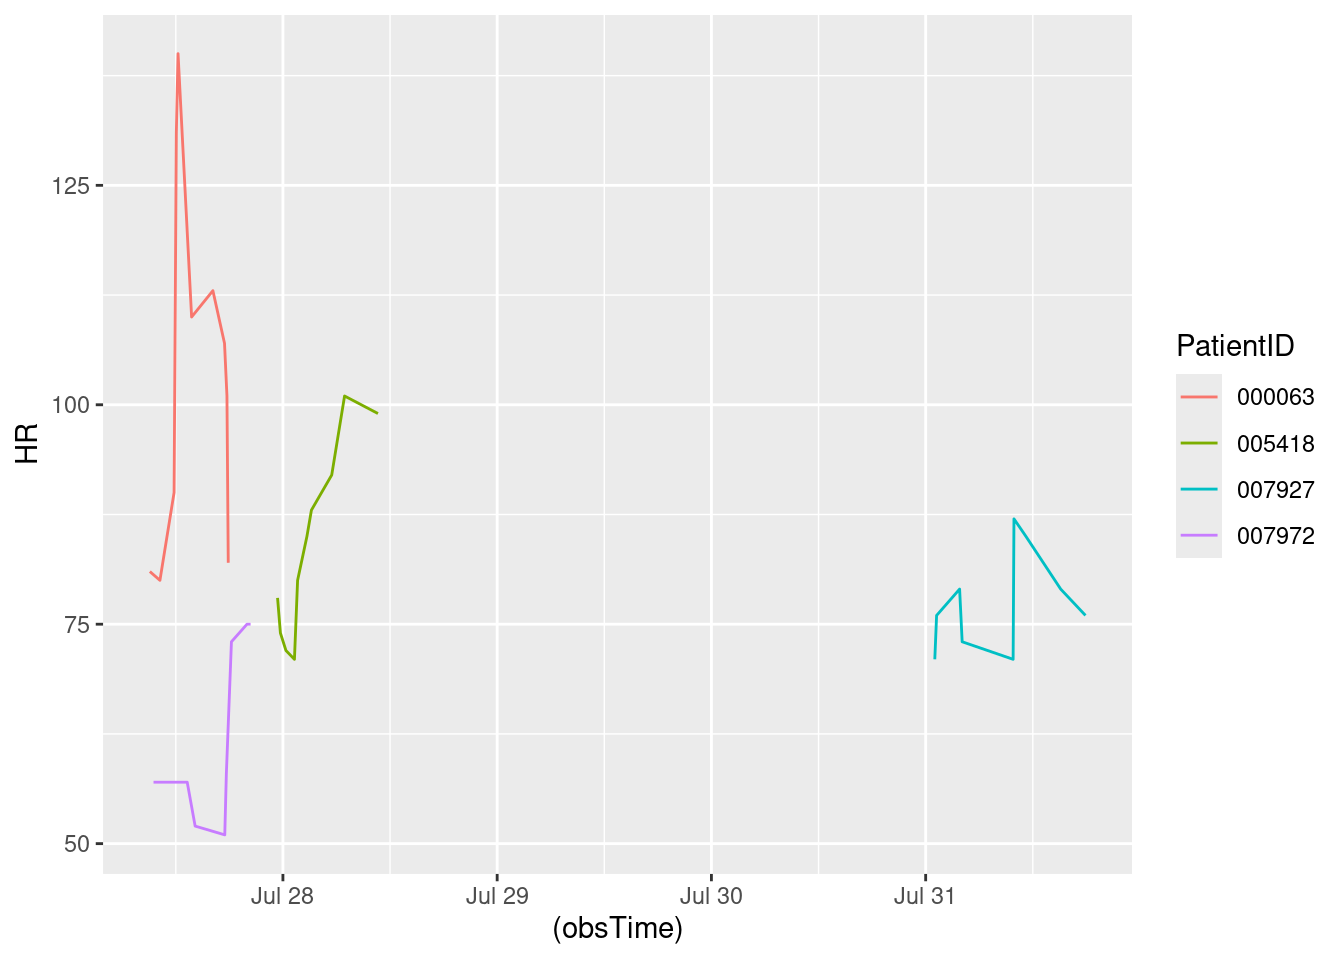 HR
125
100
75
50
Jul 28
Jul 29
Jul 30
Jul 31
(obsTime)
PatientID
000063
005418
007927
007972